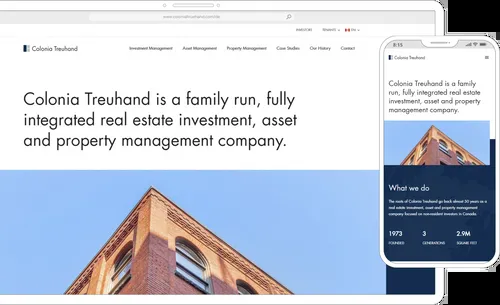 www.coloniatreuhand.com/de
INVESTORS TENANTS EN
Colonia Treuhand
Investment Management Asset Management Property Management Case Studies Our History Contact
Colonia Treuhand is a family run, fully
integrated real estate investment, asset
and property management company.
8:15
Colonia Treuhand
Colonia Treuhand is a family
run, fully integrated real
estate investment, asset and
property management
company.
What we do
The roots of Colonia Treuhand go back almost 50 years as a
real estate investment, asset and property management
company focused on non-resident investors in Canada.
1973 3 2.9M
FOUNDED GENERATIONS SQUARE FEET